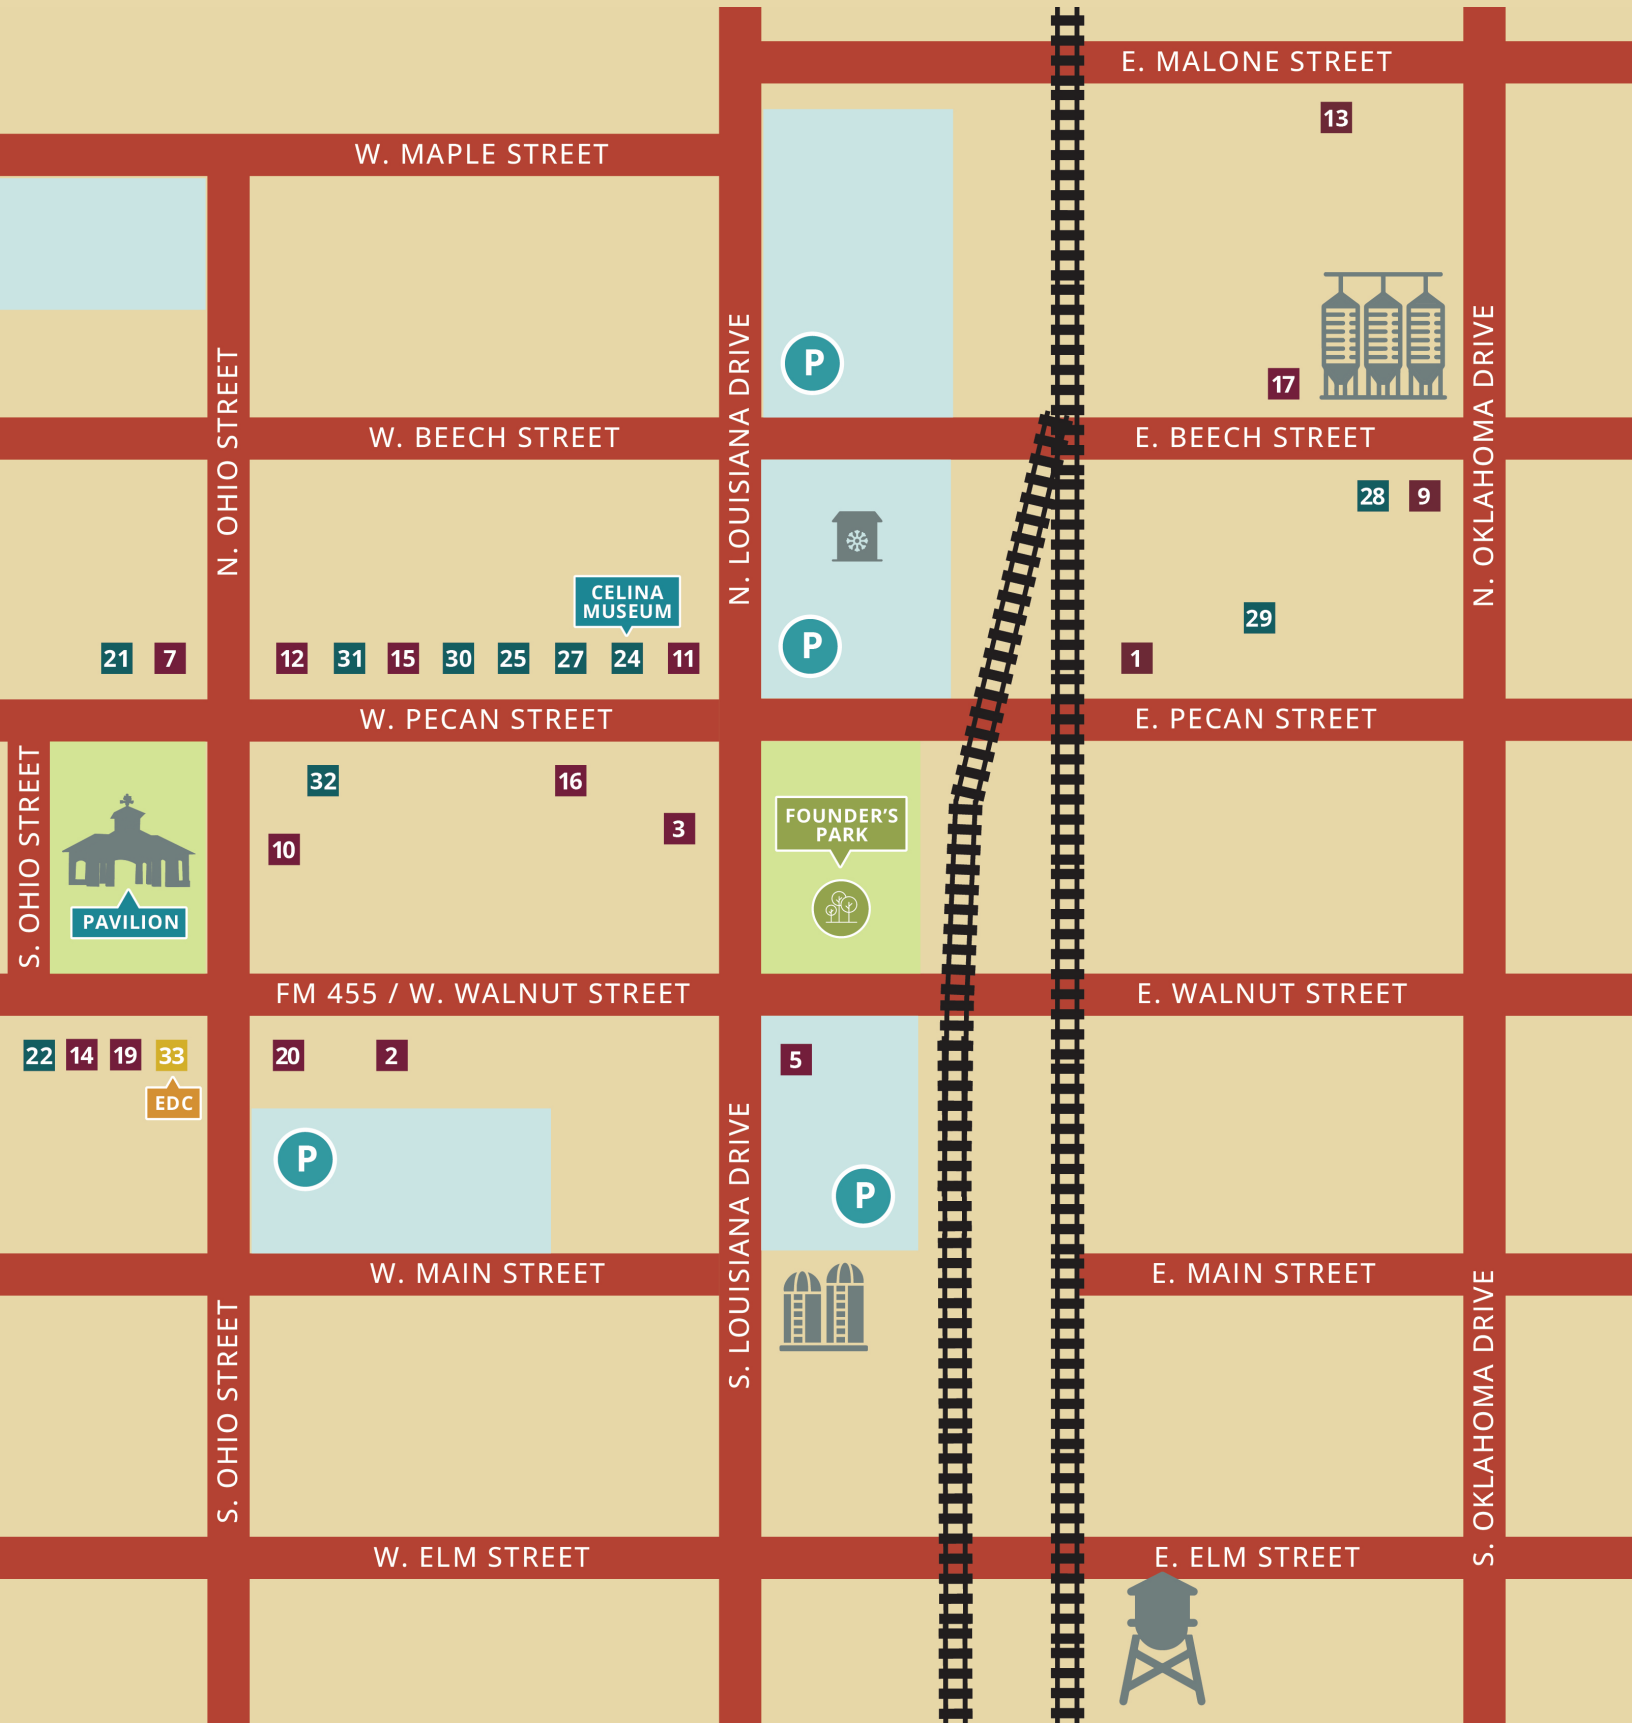 E. MALONE STREET
13
W. MAPLE STREET
P
17
N. OHIO STREET
N. LOUISIANA DRIVE
N. OKLAHOMA DRIVE
W. BEECH STREET
E. BEECH STREET
28
9
CELINA
MUSEUM
29
P
21
7
12
31
15
30
25
27
24
11
1
W. PECAN STREET
E. PECAN STREET
S. OHIO STREET
32
16
FOUNDER'S
PARK
3
10
PAVILION
FM 455 / W. WALNUT STREET
E. WALNUT STREET
22
14
19
33
20
2
5
EDC
P
P
S. LOUISIANA DRIVE
W. MAIN STREET
E. MAIN STREET
S. OHIO STREET
S. OKLAHOMA DRIVE
W. ELM STREET
E. ELM STREET